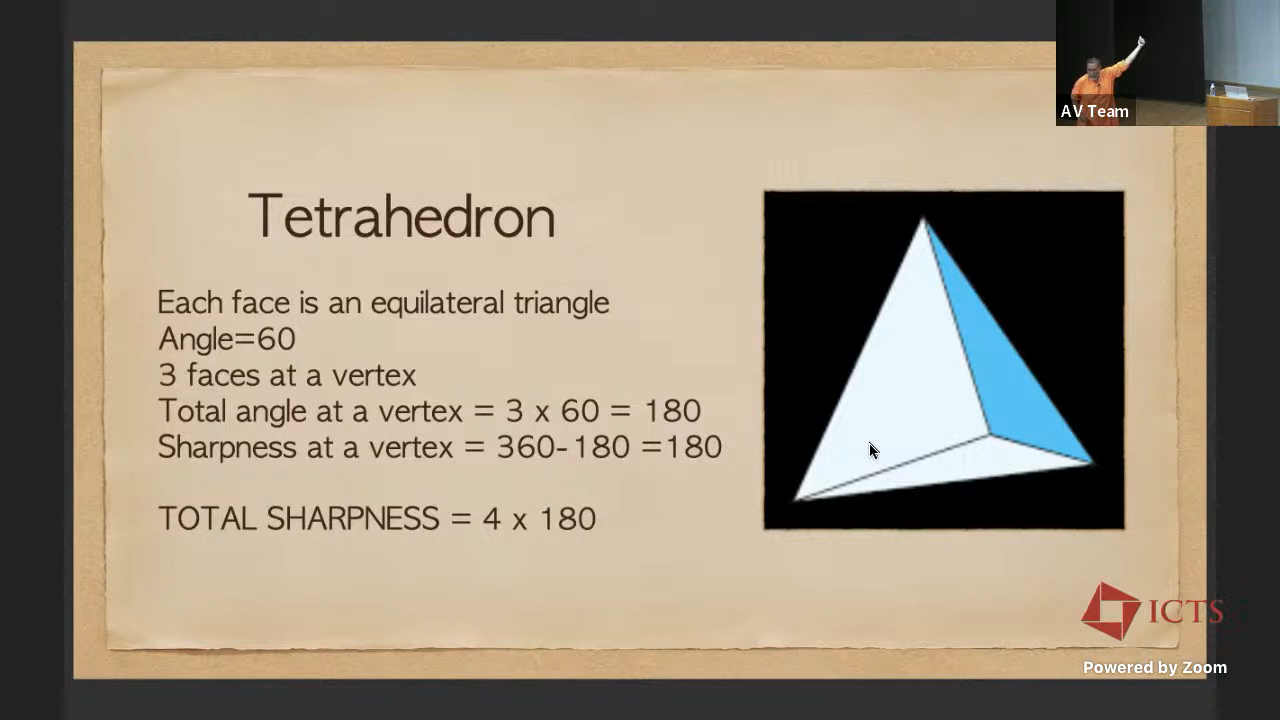 AV Team
Tetrahedron
Each face is an equilateral triangle
Angle=60
3 faces at a vertex
Total angle at a vertex = 3 x 60 = 180
Sharpness at a vertex = 360-180 =180
TOTAL SHARPNESS = 4 x 180
ICTS
Powered by Zoom